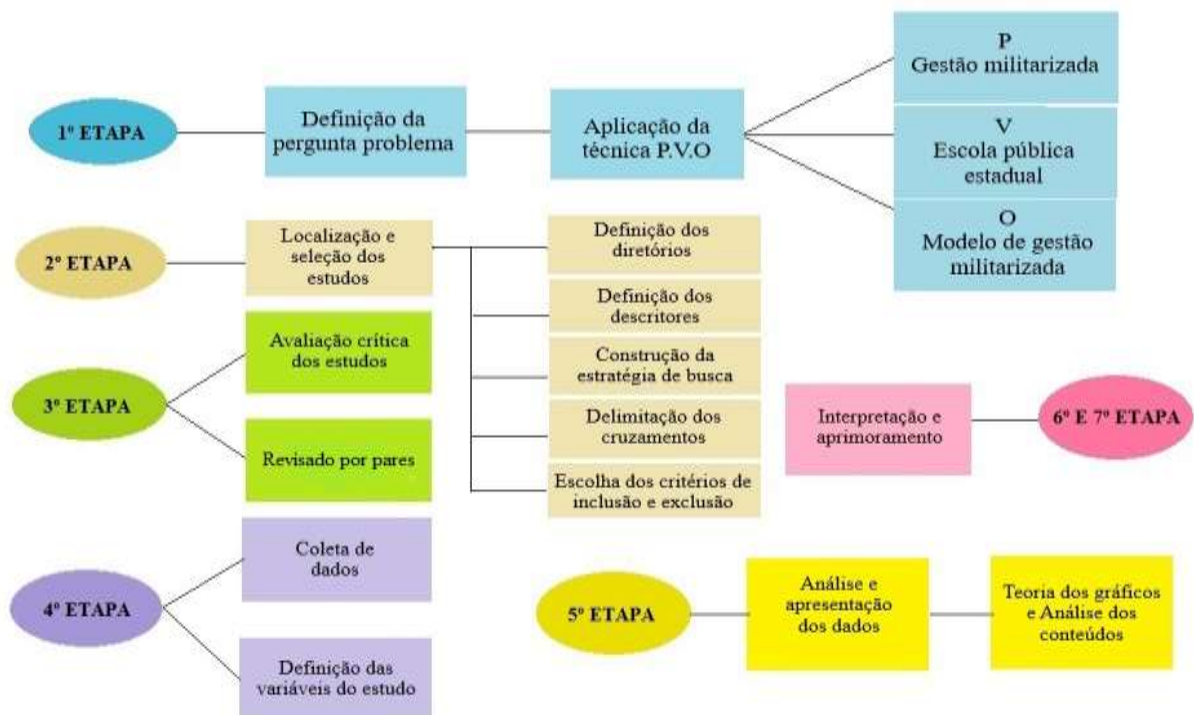 1º ETAPA
Definição da
pergunta problema
Aplicação da
técnica P.V.O
P
Gestão militarizada
V
Escola pública
estadual
O
Modelo de gestão
militarizada
2º ETAPA
Localização e
seleção dos
estudos
Definição dos
diretórios
Definição dos
descritores
Construção da
estratégia de busca
Delimitação dos
cruzamentos
Escolha dos critérios de
inclusão e exclusão
3º ETAPA
Avaliação crítica
dos estudos
Revisado por pares
4º ETAPA
Coleta de
dados
Definição das
variáveis do estudo
5º ETAPA
Análise e
apresentação
dos dados
Teoria dos gráficos
e Análise dos
conteúdos
Interpretação e
aprimoramento
6º E 7º ETAPA